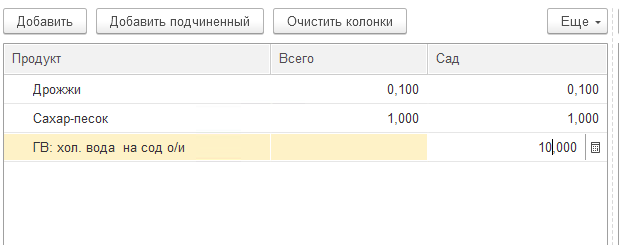 Добавить Добавить подчиненный Очистить колонки Еще
Продукт Всего Сад
Дрожжи 0,100 0,100
Сахар-песок 1,000 1,000
ГВ: хол. вода на сод о/и 10,000